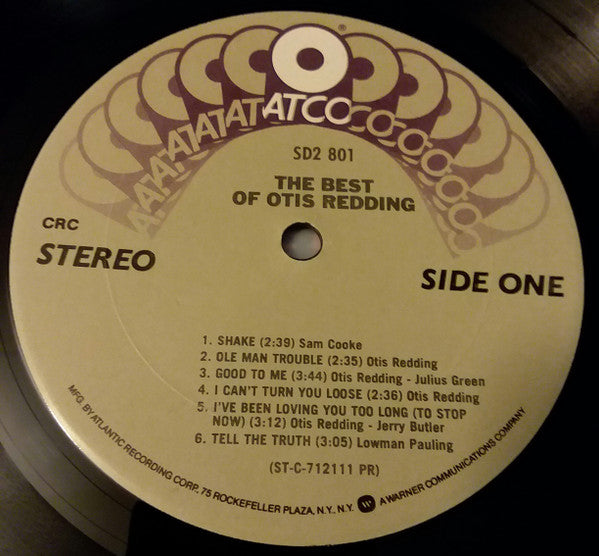 ATCO
®
SD2 801
THE BEST
OF OTIS REDDING
CRC
STEREO
SIDE ONE
1. SHAKE (2:39) Sam Cooke
2. OLE MAN TROUBLE (2:35) Otis Redding
3. GOOD TO ME (3:44) Otis Redding - Julius Green
4. I CAN'T TURN YOU LOOSE (2:36) Otis Redding
5. I'VE BEEN LOVING YOU TOO LONG (TO STOP
NOW) (3:12) Otis Redding - Jerry Butler
6. TELL THE TRUTH (3:05) Lowman Pauling
(ST-C-712111 PR)
MFG. BY ATLANTIC RECORDING CORP. 75 ROCKEFELLER PLAZA, N.Y. N.Y. W A WARNER COMMUNICATIONS COMPANY